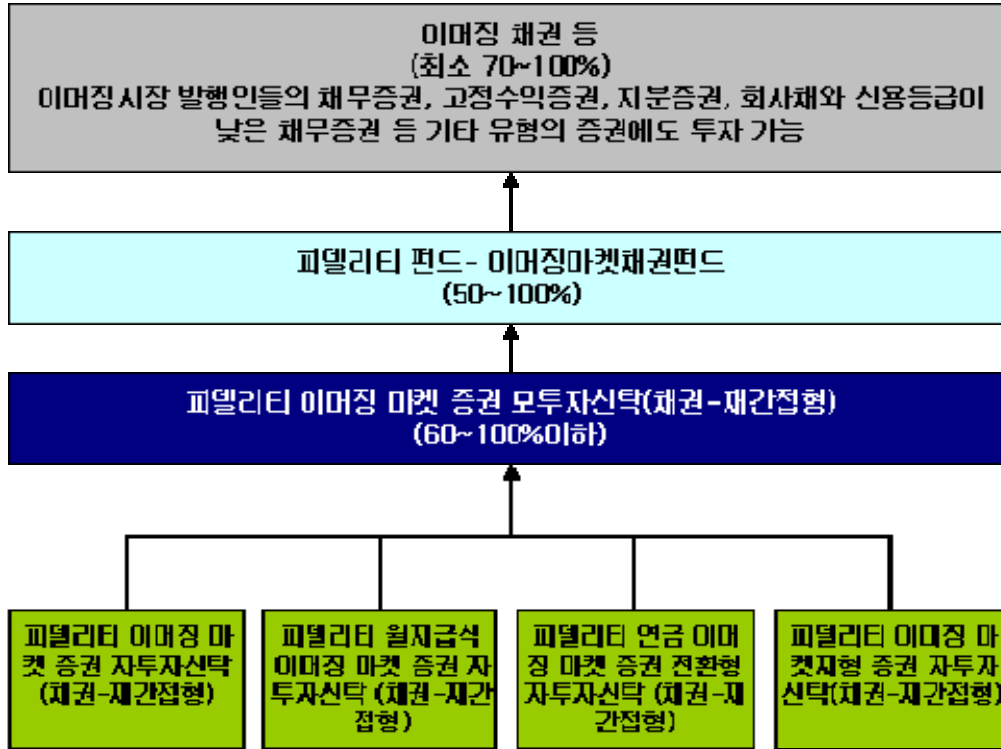 이머징 채권 등
(최소 70~100%)
이머징시장 발행인들의 채무증권, 고정수익증권, 지분증권, 회사채와 신용등급이
낮은 채무증권 등 기타 유형의 증권에도 투자 가능
피델리티 펀드- 이머징마켓채권펀드
(50~100%)
피델리티 이머징 마켓 증권 모투자신탁(채권-재간접형)
(60~100%이하)
피델리티 이머징 마
켓 증권 자투자신탁
(채권-재간접형)
피델리티 월지급식
이머징 마켓 증권 자
투자신탁 (채권-재간
접형)
피델리티 연금 이머
징 마켓 증권 전환형
자투자신탁 (채권-재
간접형)
피델리티 이머징 마
켓재형 증권 자투자
신탁(채권-재간접형)